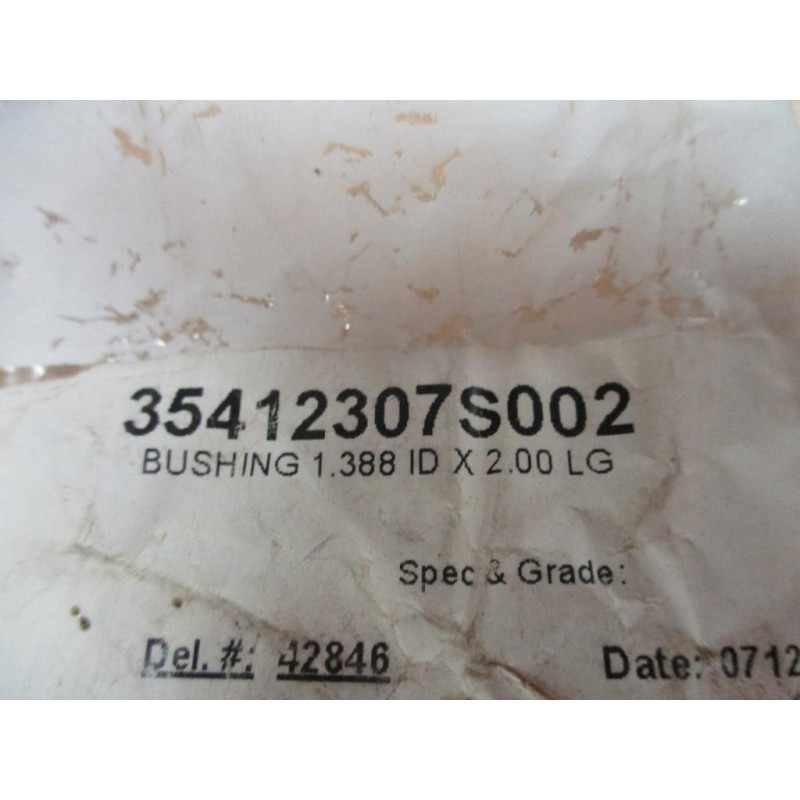 35412307S002
BUSHING 1.388 ID X 2.00 LG
Spec & Grade:
Del. #: 42846 Date: 0712